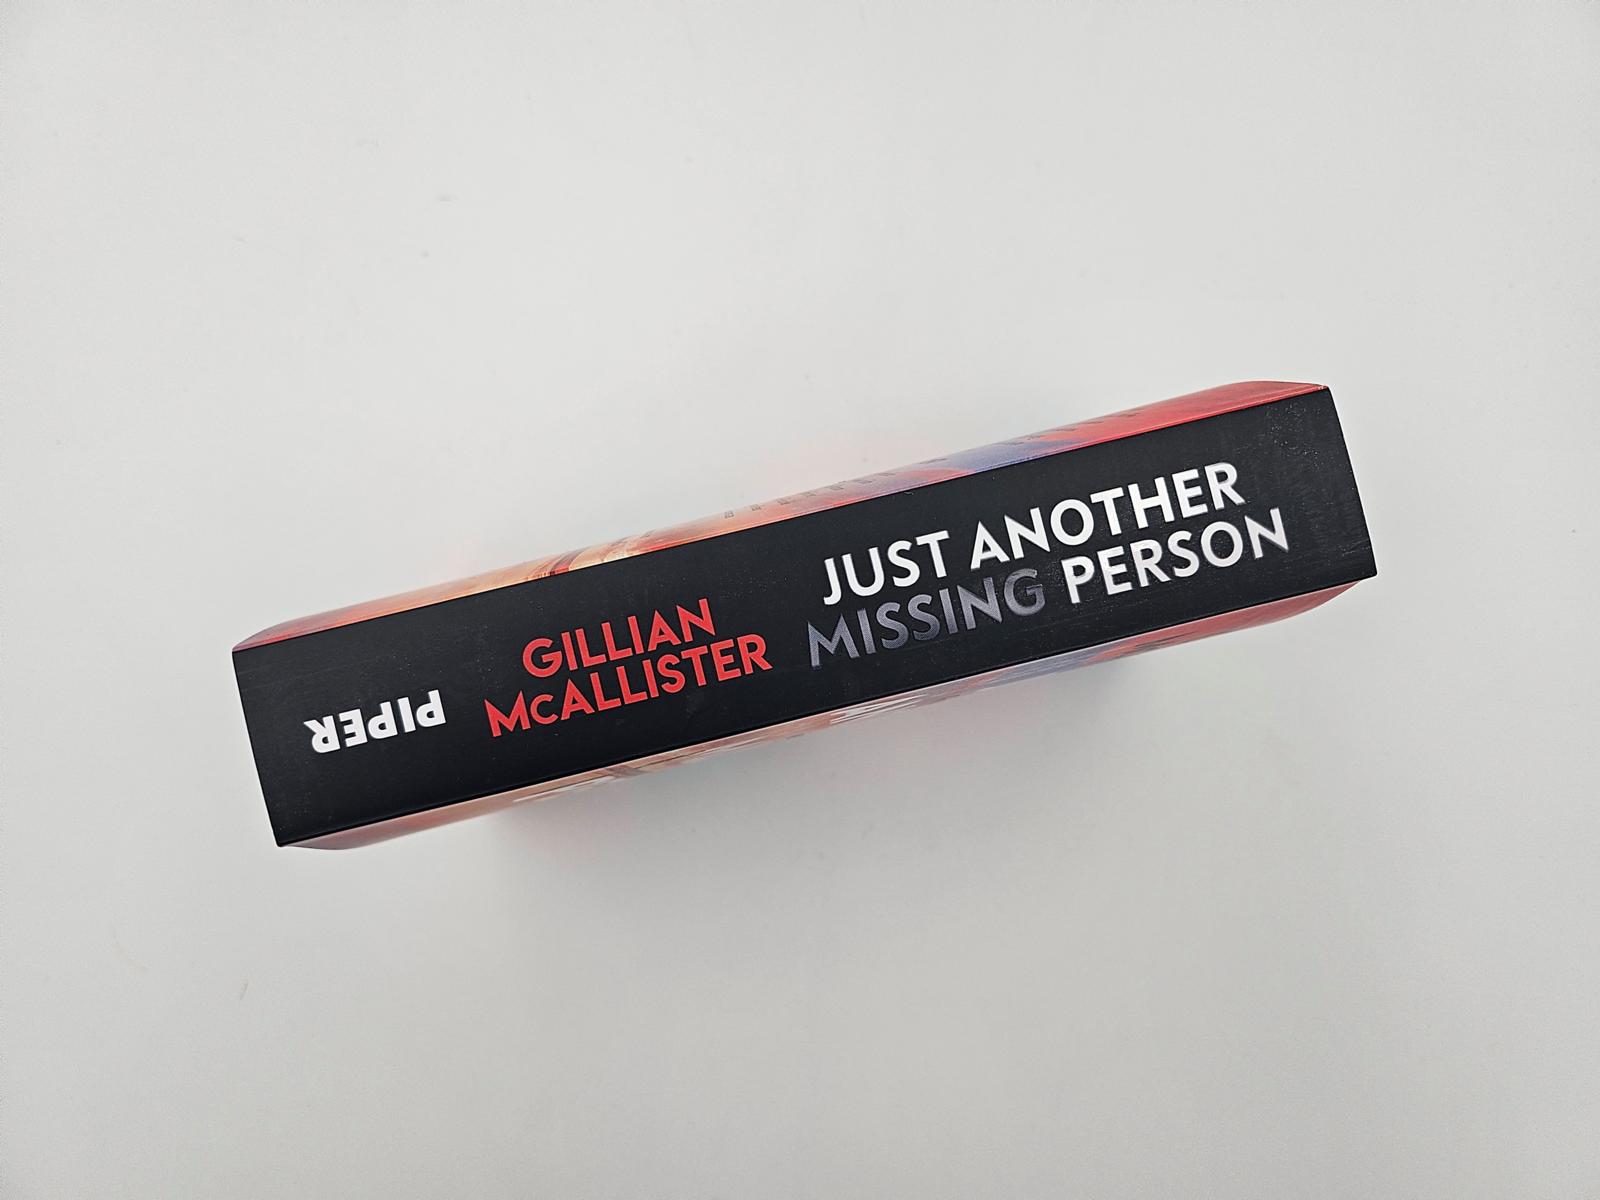 PIPER
GILLIAN
McALLISTER
JUST ANOTHER
MISSING PERSON